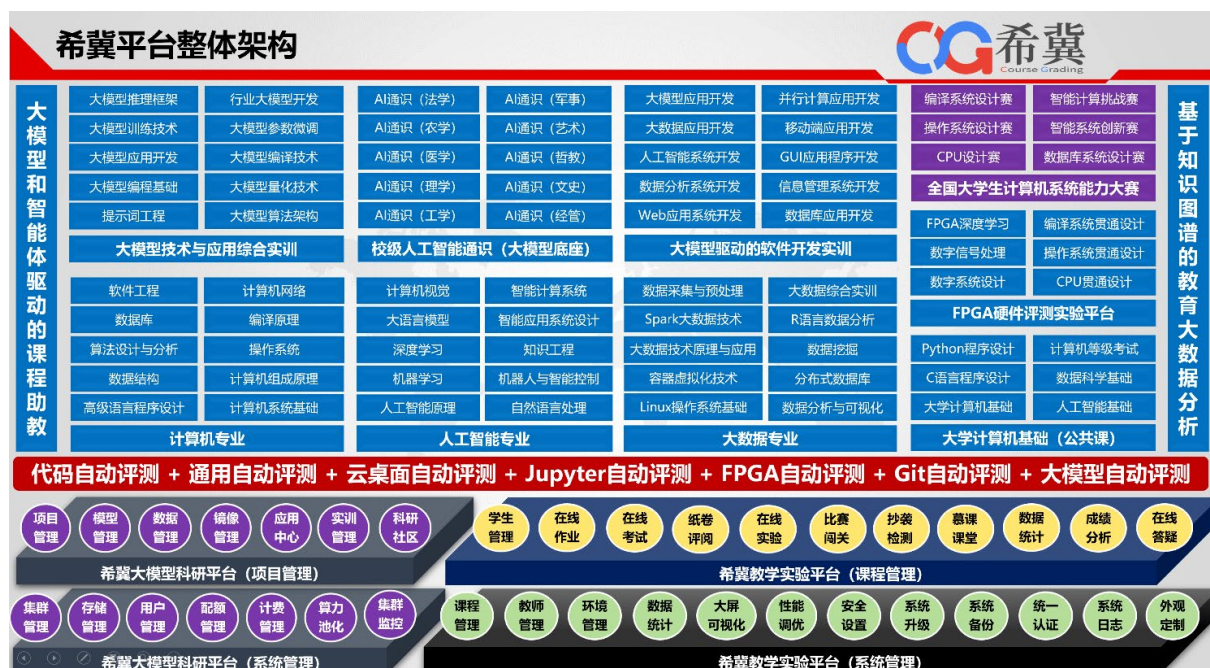 希冀平台整体架构
希冀
Course Grading
大模型和智能体驱动的课程助教
大模型推理框架 行业大模型开发
大模型训练技术 大模型参数微调
大模型应用开发 大模型编译技术
大模型编程基础 大模型量化技术
提示词工程 大模型算法架构
大模型技术与应用综合实训
AI通识（法学） AI通识（军事）
AI通识（农学） AI通识（艺术）
AI通识（医学） AI通识（哲教）
AI通识（理学） AI通识（文史）
AI通识（工学） AI通识（经管）
校级人工智能通识（大模型底座）
大模型应用开发 并行计算应用开发
大数据应用开发 移动端应用开发
人工智能系统开发 GUI应用程序开发
数据分析系统开发 信息管理系统开发
Web应用系统开发 数据库应用开发
大模型驱动的软件开发实训
编译系统设计赛 智能计算挑战赛
操作系统设计赛 智能系统创新赛
CPU设计赛 数据库系统设计赛
全国大学生计算机系统能力大赛
FPGA深度学习 编译系统贯通设计
数字信号处理 操作系统贯通设计
数字系统设计 CPU贯通设计
FPGA硬件评测实验平台
软件工程 计算机网络
数据库 编译原理
算法设计与分析 操作系统
数据结构 计算机组成原理
高级语言程序设计 计算机系统基础
计算机专业
计算机视觉 智能计算系统
大语言模型 智能应用系统设计
深度学习 知识工程
机器学习 机器人与智能控制
人工智能原理 自然语言处理
人工智能专业
数据采集与预处理 大数据综合实训
Spark大数据技术 R语言数据分析
大数据技术原理与应用 数据挖掘
容器虚拟化技术 分布式数据库
Linux操作系统基础 数据分析与可视化
大数据专业
Python程序设计 计算机等级考试
C语言程序设计 数据科学基础
大学计算机基础 人工智能基础
大学计算机基础（公共课）
基于知识图谱的教育大数据分析
代码自动评测 + 通用自动评测 + 云桌面自动评测 + Jupyter自动评测 + FPGA自动评测 + Git自动评测 + 大模型自动评测
项目管理 模型管理 数据管理 镜像管理 应用中心 实训管理 科研社区
希冀大模型科研平台（项目管理）
学生管理 在线作业 在线考试 纸卷评阅 在线实验 比赛闯关 抄袭检测 慕课课堂 数据统计 成绩分析 在线答疑
希冀教学实验平台（课程管理）
集群管理 存储管理 用户管理 配额管理 计费管理 算力池化 集群监控
希冀大模型科研平台（系统管理）
课程管理 教师管理 环境管理 数据统计 大屏可视化 性能调优 安全设置 系统升级 系统备份 统一认证 系统日志 外观定制
希冀教学实验平台（系统管理）